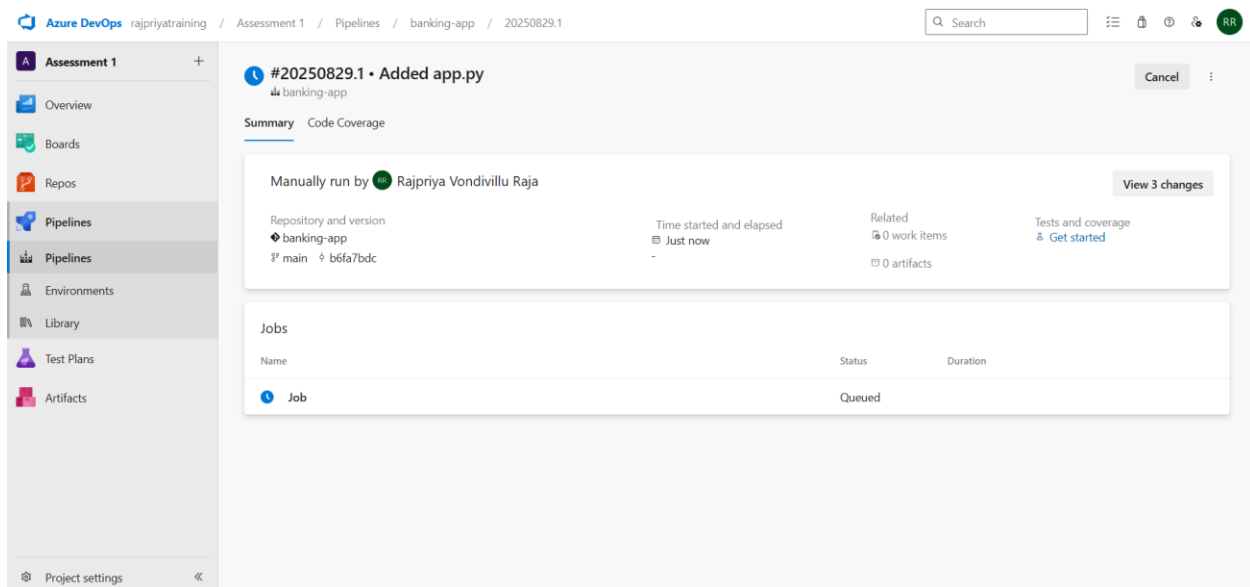 Azure DevOps rajpriyatraining / Assessment 1 / Pipelines / banking-app / 20250829.1
Search
RR
A Assessment 1 +
Overview
Boards
Repos
Pipelines
Pipelines
Environments
Library
Test Plans
Artifacts
Project settings
#20250829.1 • Added app.py
banking-app
Cancel
Summary Code Coverage
Manually run by RR Rajpriya Vondivillu Raja
View 3 changes
Repository and version
banking-app
main b6fa7bdc
Time started and elapsed
Just now
-
Related
0 work items
0 artifacts
Tests and coverage
Get started
Jobs
Name Status Duration
Job Queued